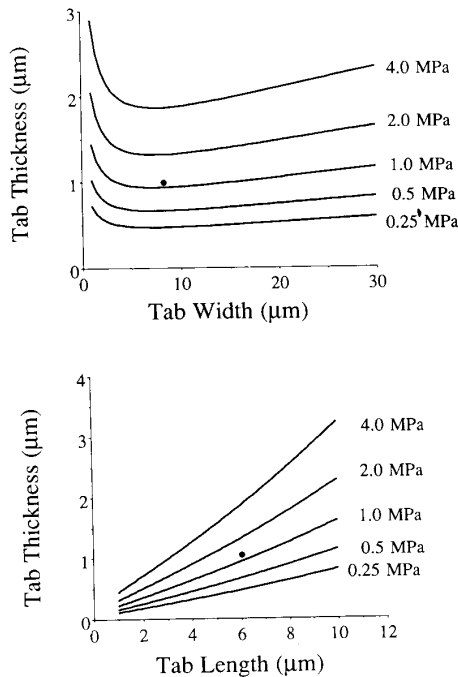 3
4.0 MPa
2
2.0 MPa
1.0 MPa
1
0.5 MPa
0.25 MPa
0
0 10 20 30
Tab Thickness (μm)
Tab Width (μm)
4
4.0 MPa
3
2.0 MPa
2
1.0 MPa
1
0.5 MPa
0.25 MPa
0
0 2 4 6 8 10 12
Tab Thickness (μm)
Tab Length (μm)